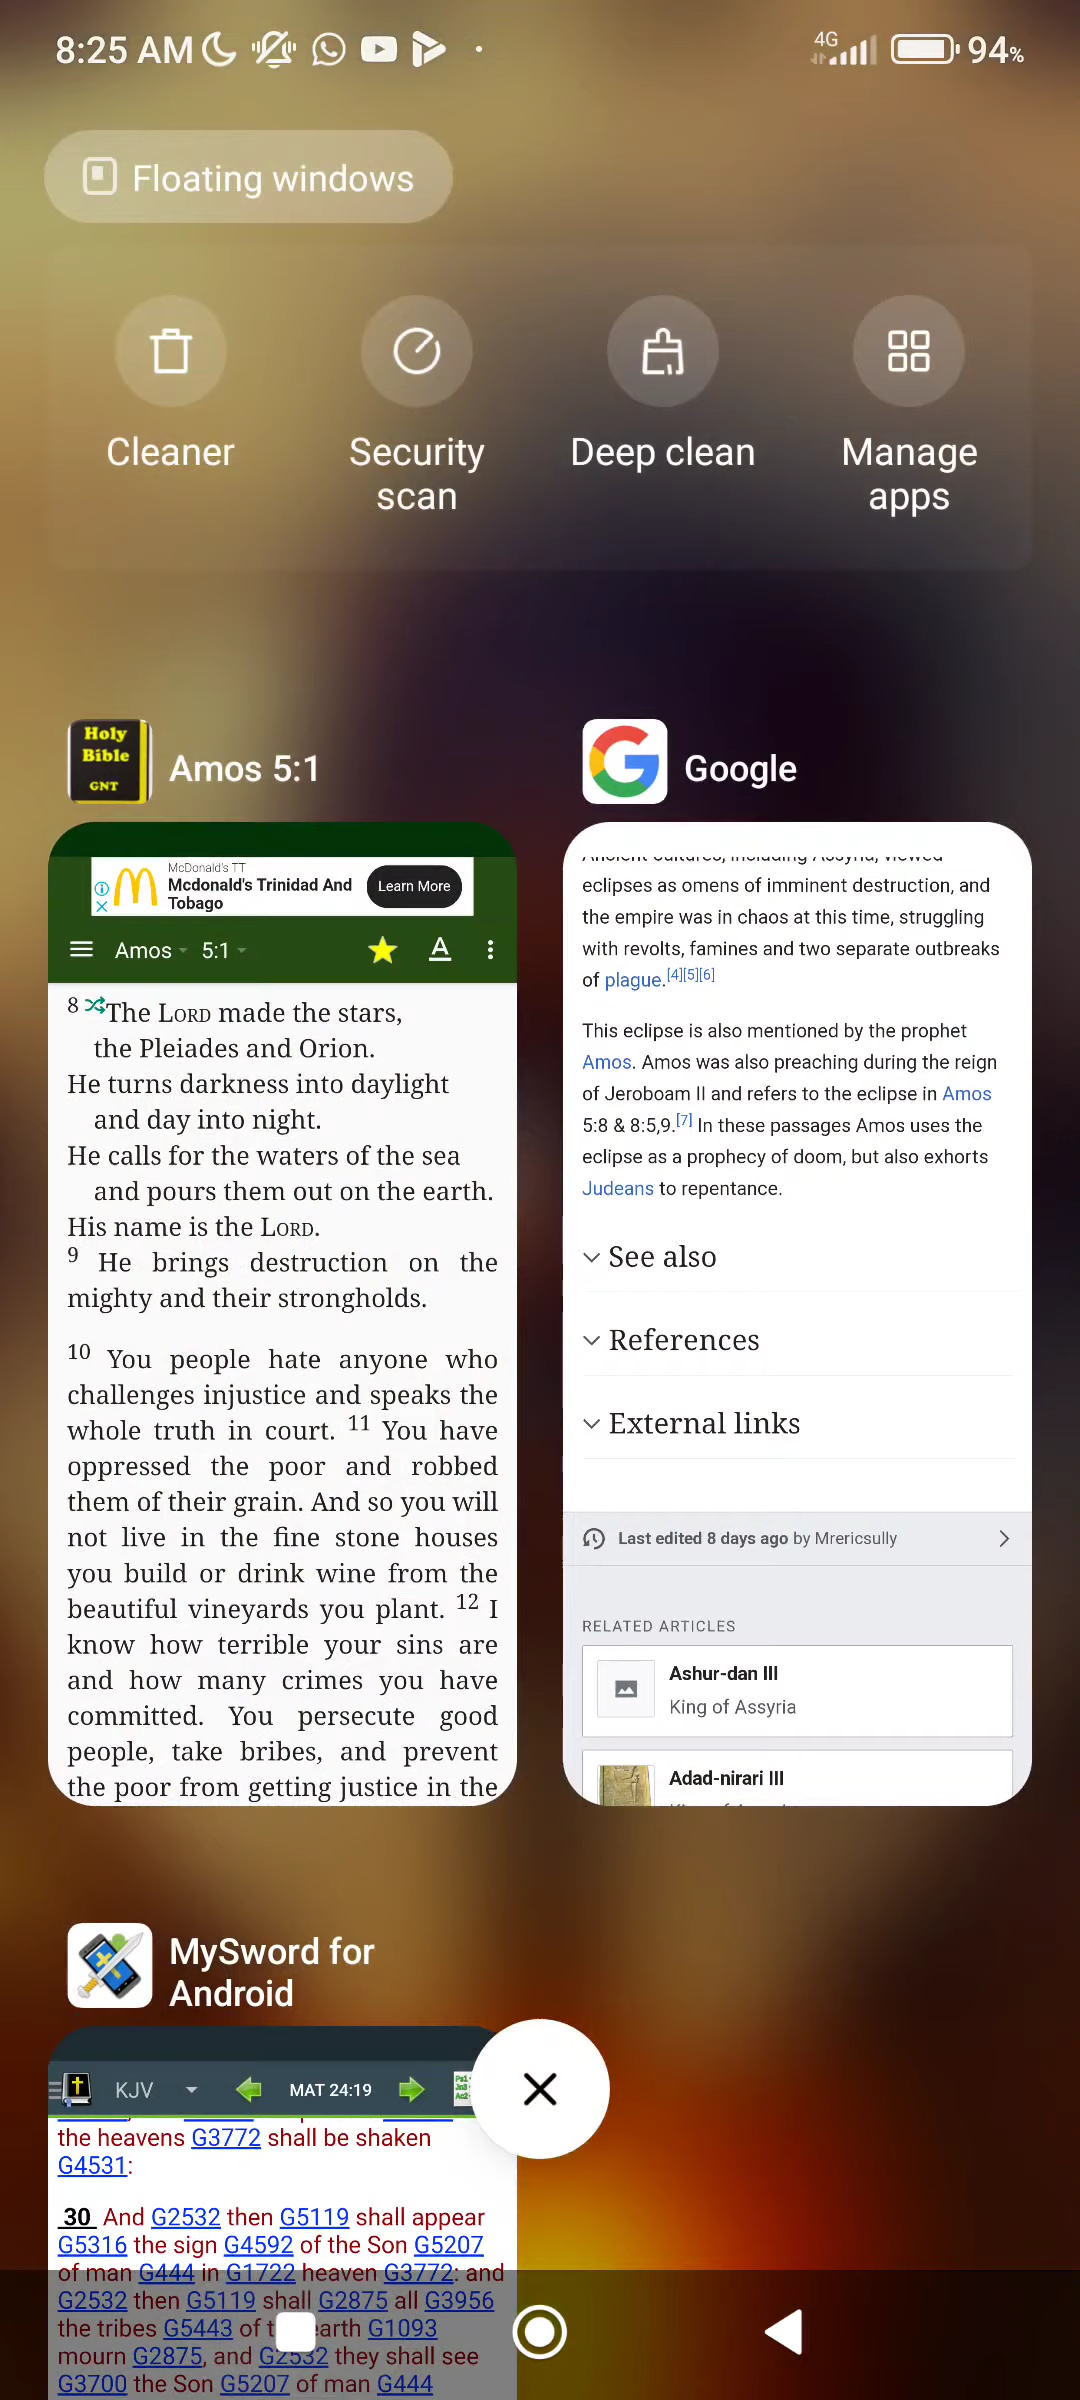 8:25 AM
4G
94%
Floating windows
Cleaner
Security scan
Deep clean
Manage apps
Holy Bible GNT
Amos 5:1
McDonald's TT
Mcdonald's Trinidad And Tobago
Learn More
Amos 5:1
8 The LORD made the stars,
the Pleiades and Orion.
He turns darkness into daylight
and day into night.
He calls for the waters of the sea
and pours them out on the earth.
His name is the LORD.
9 He brings destruction on the
mighty and their strongholds.
10 You people hate anyone who
challenges injustice and speaks the
whole truth in court. 11 You have
oppressed the poor and robbed
them of their grain. And so you will
not live in the fine stone houses
you build or drink wine from the
beautiful vineyards you plant. 12 I
know how terrible your sins are
and how many crimes you have
committed. You persecute good
people, take bribes, and prevent
the poor from getting justice in the
Google
Ancient cultures, including Assyria, viewed
eclipses as omens of imminent destruction, and
the empire was in chaos at this time, struggling
with revolts, famines and two separate outbreaks
of plague.[4][5][6]
This eclipse is also mentioned by the prophet
Amos. Amos was also preaching during the reign
of Jeroboam II and refers to the eclipse in Amos
5:8 & 8:5,9.[7] In these passages Amos uses the
eclipse as a prophecy of doom, but also exhorts
Judeans to repentance.
See also
References
External links
Last edited 8 days ago by Mrericsully
RELATED ARTICLES
Ashur-dan III
King of Assyria
Adad-nirari III
MySword for
Android
KJV MAT 24:19
the heavens G3772 shall be shaken
G4531:
30 And G2532 then G5119 shall appear
G5316 the sign G4592 of the Son G5207
of man G444 in G1722 heaven G3772: and
G2532 then G5119 shall G2875 all G3956
the tribes G5443 of earth G1093
mourn G2875, and G2532 they shall see
G3700 the Son G5207 of man G444